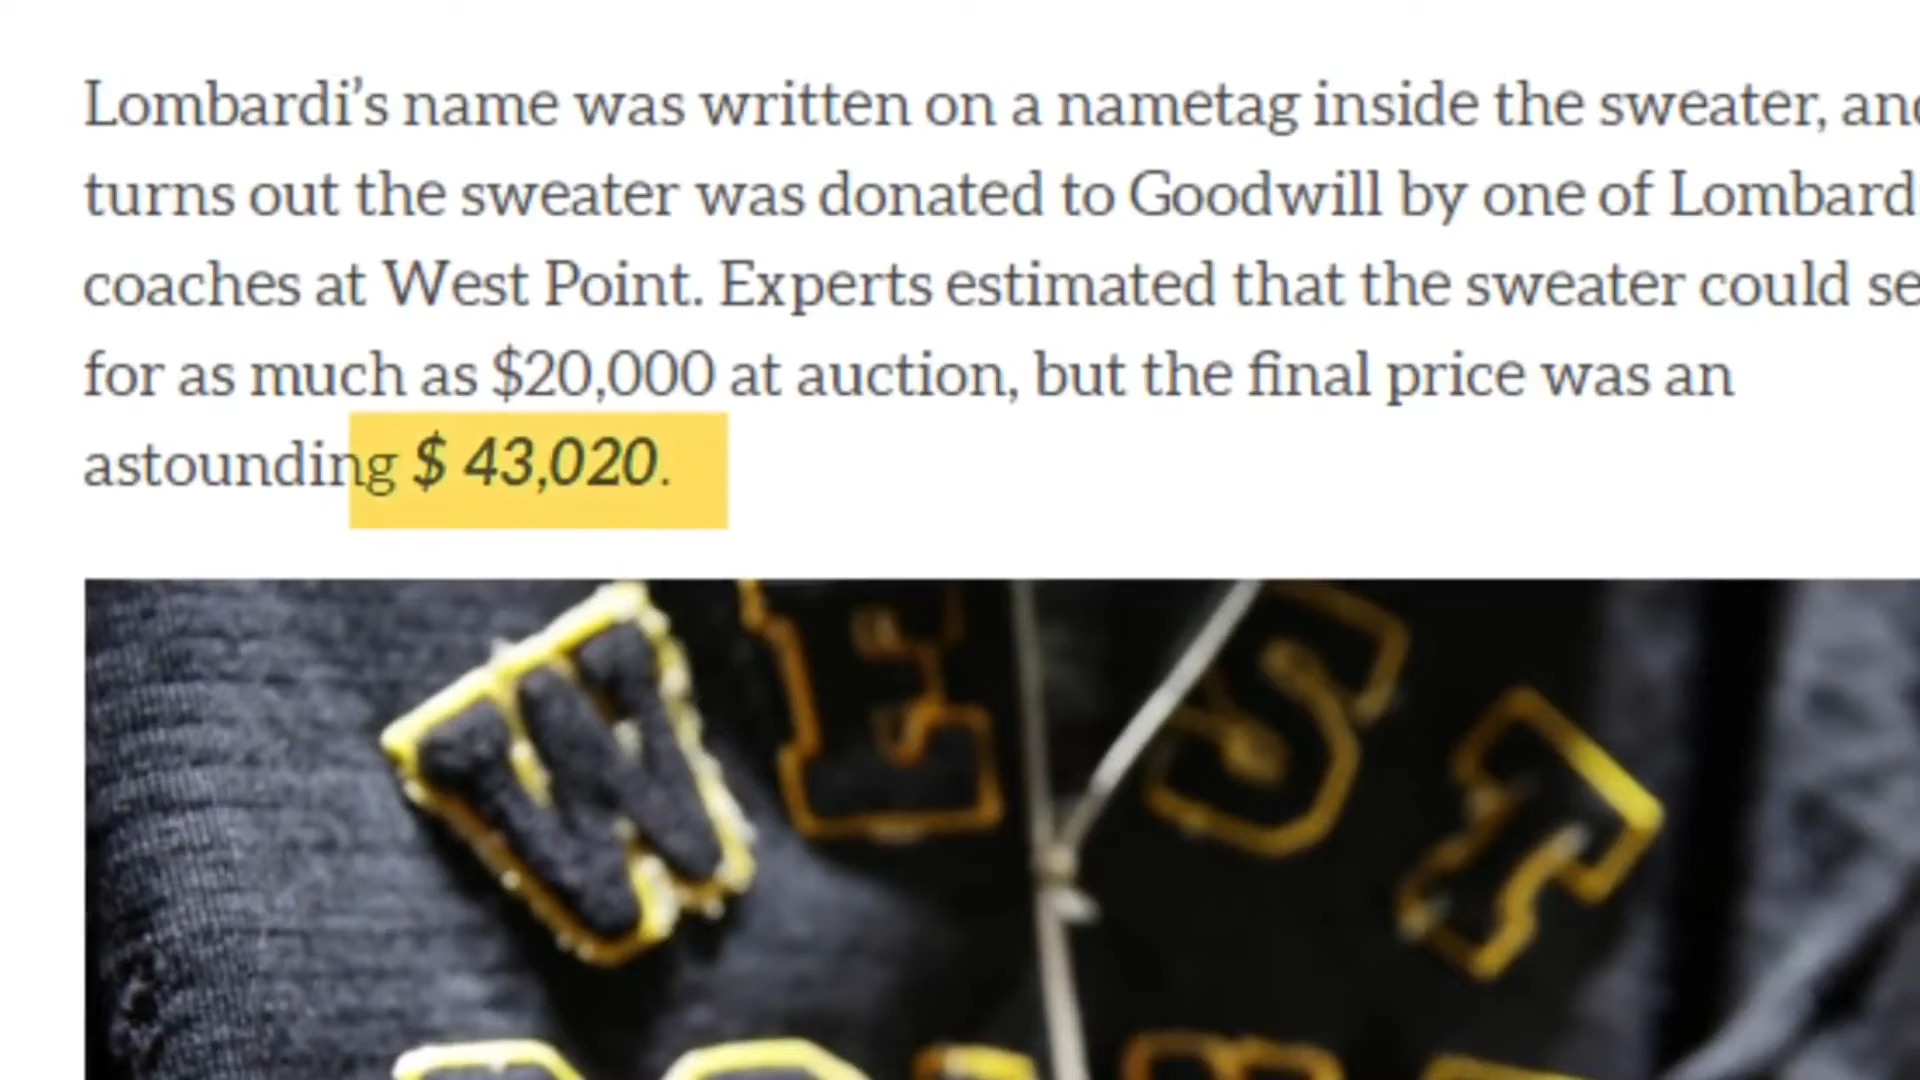 Lombardi’s name was written on a nametag inside the sweater, and
turns out the sweater was donated to Goodwill by one of Lombard
coaches at West Point. Experts estimated that the sweater could se
for as much as $20,000 at auction, but the final price was an
astounding $ 43,020.
WEST